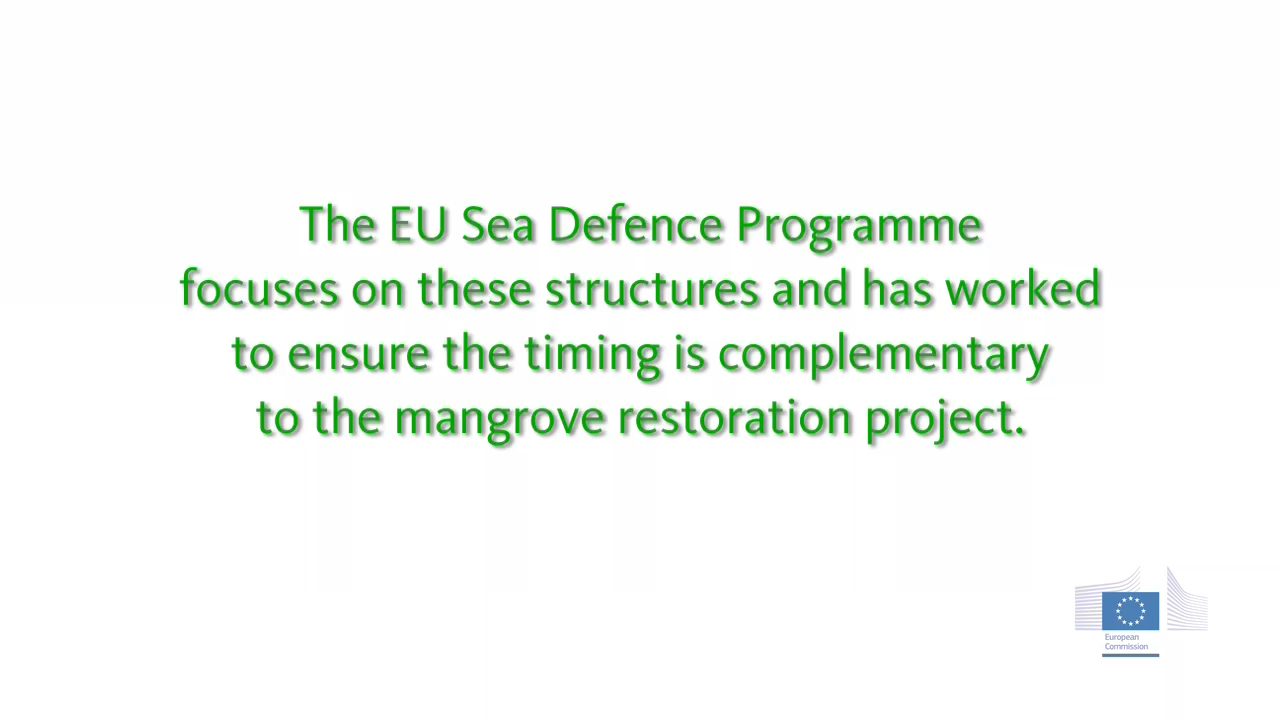 The EU Sea Defence Programme
focuses on these structures and has worked
to ensure the timing is complementary
to the mangrove restoration project.
European
Commission